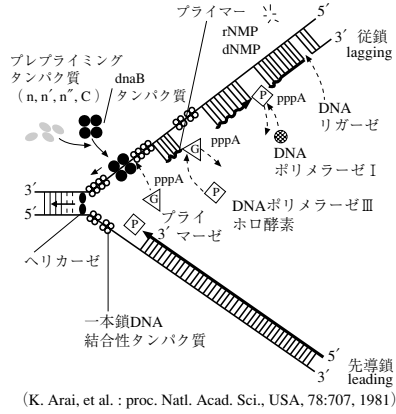 プライマー
rNMP
dNMP
5′
3′
従鎖
lagging
プレプライミング
タンパク質
（n, n′, n″, C）
dnaB
タンパク質
P
pppA
DNA
リガーゼ
G
pppA
DNA
ポリメラーゼⅠ
pppA
G
P
DNAポリメラーゼⅢ
ホロ酵素
3′
5′
プライ
マーゼ
P
3′
ヘリカーゼ
一本鎖DNA
結合性タンパク質
5′
3′
先導鎖
leading
（K. Arai, et al. : proc. Natl. Acad. Sci., USA, 78:707, 1981）